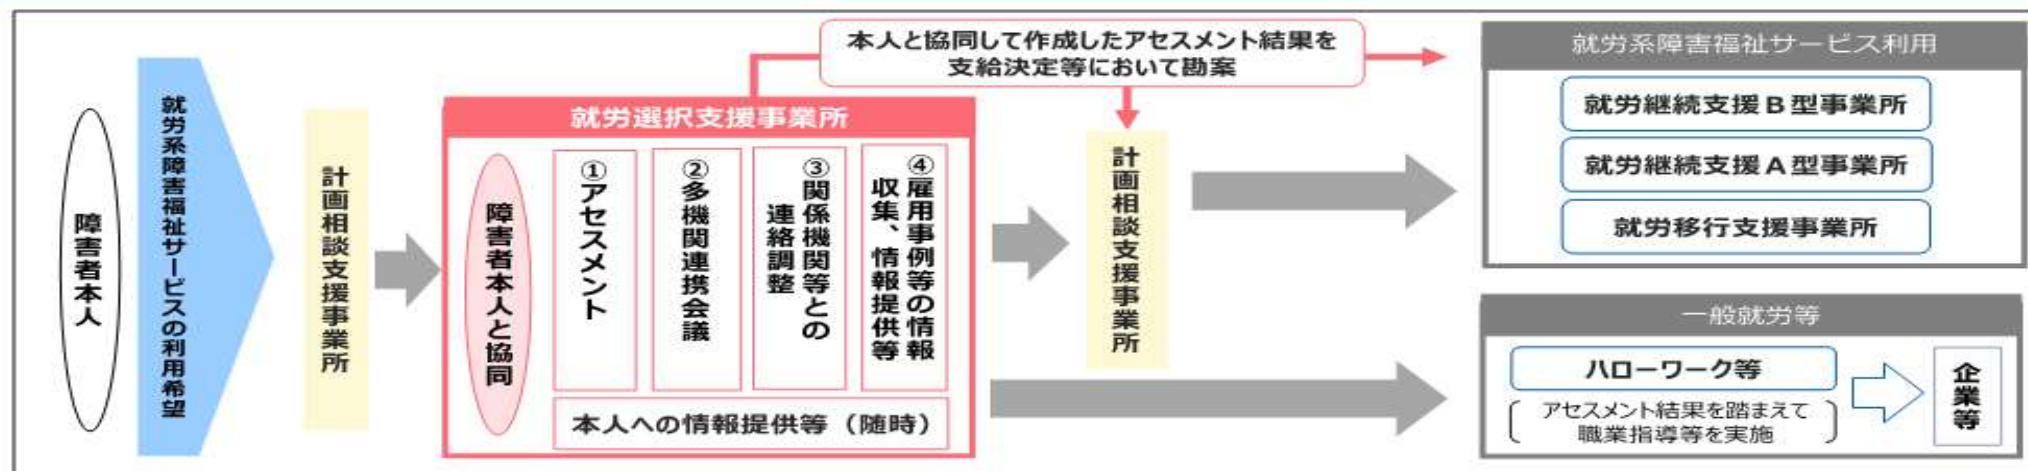 障害者本人
就労系障害福祉サービスの利用希望
計画相談支援事業所
就労選択支援事業所
障害者本人と協同
①アセスメント
②多機関連携会議
③関係機関等との
連絡調整
④雇用事例等の情報
収集、情報提供等
本人への情報提供等（随時）
本人と協同して作成したアセスメント結果を
支給決定等において勘案
計画相談支援事業所
就労系障害福祉サービス利用
就労継続支援Ｂ型事業所
就労継続支援Ａ型事業所
就労移行支援事業所
一般就労等
ハローワーク等
アセスメント結果を踏まえて
職業指導等を実施
企業等